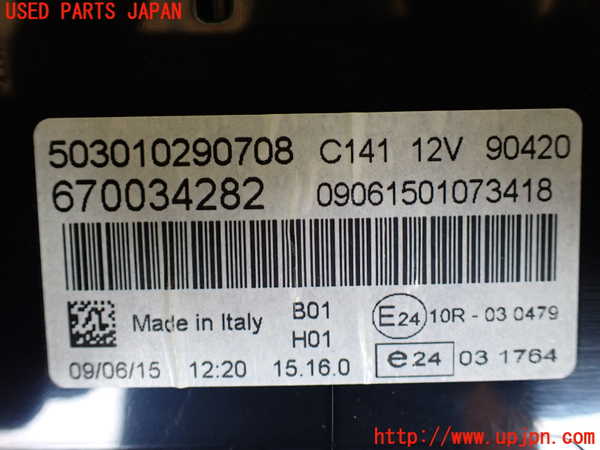 USED PARTS JAPAN
503010290708 C141 12V 90420
670034282 09061501073418
Made in Italy B01 E24 10R - 03 0479
H01
09/06/15 12:20 15.16.0 e24 03 1764
http://www.upjpn.com/